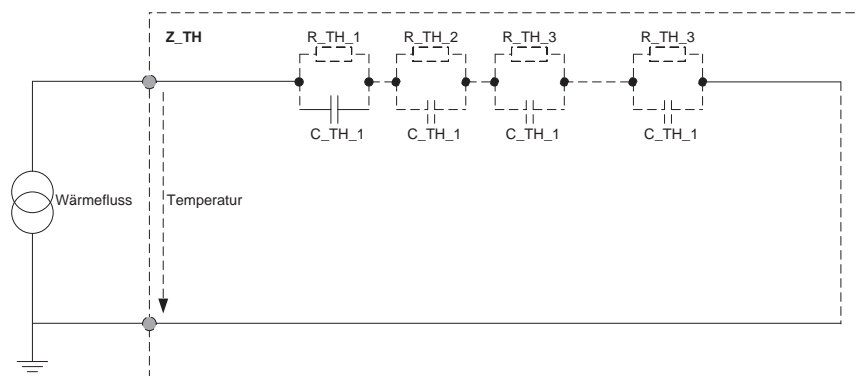 Z_TH
R_TH_1 R_TH_2 R_TH_3 R_TH_3
C_TH_1 C_TH_1 C_TH_1 C_TH_1
Wärmefluss Temperatur